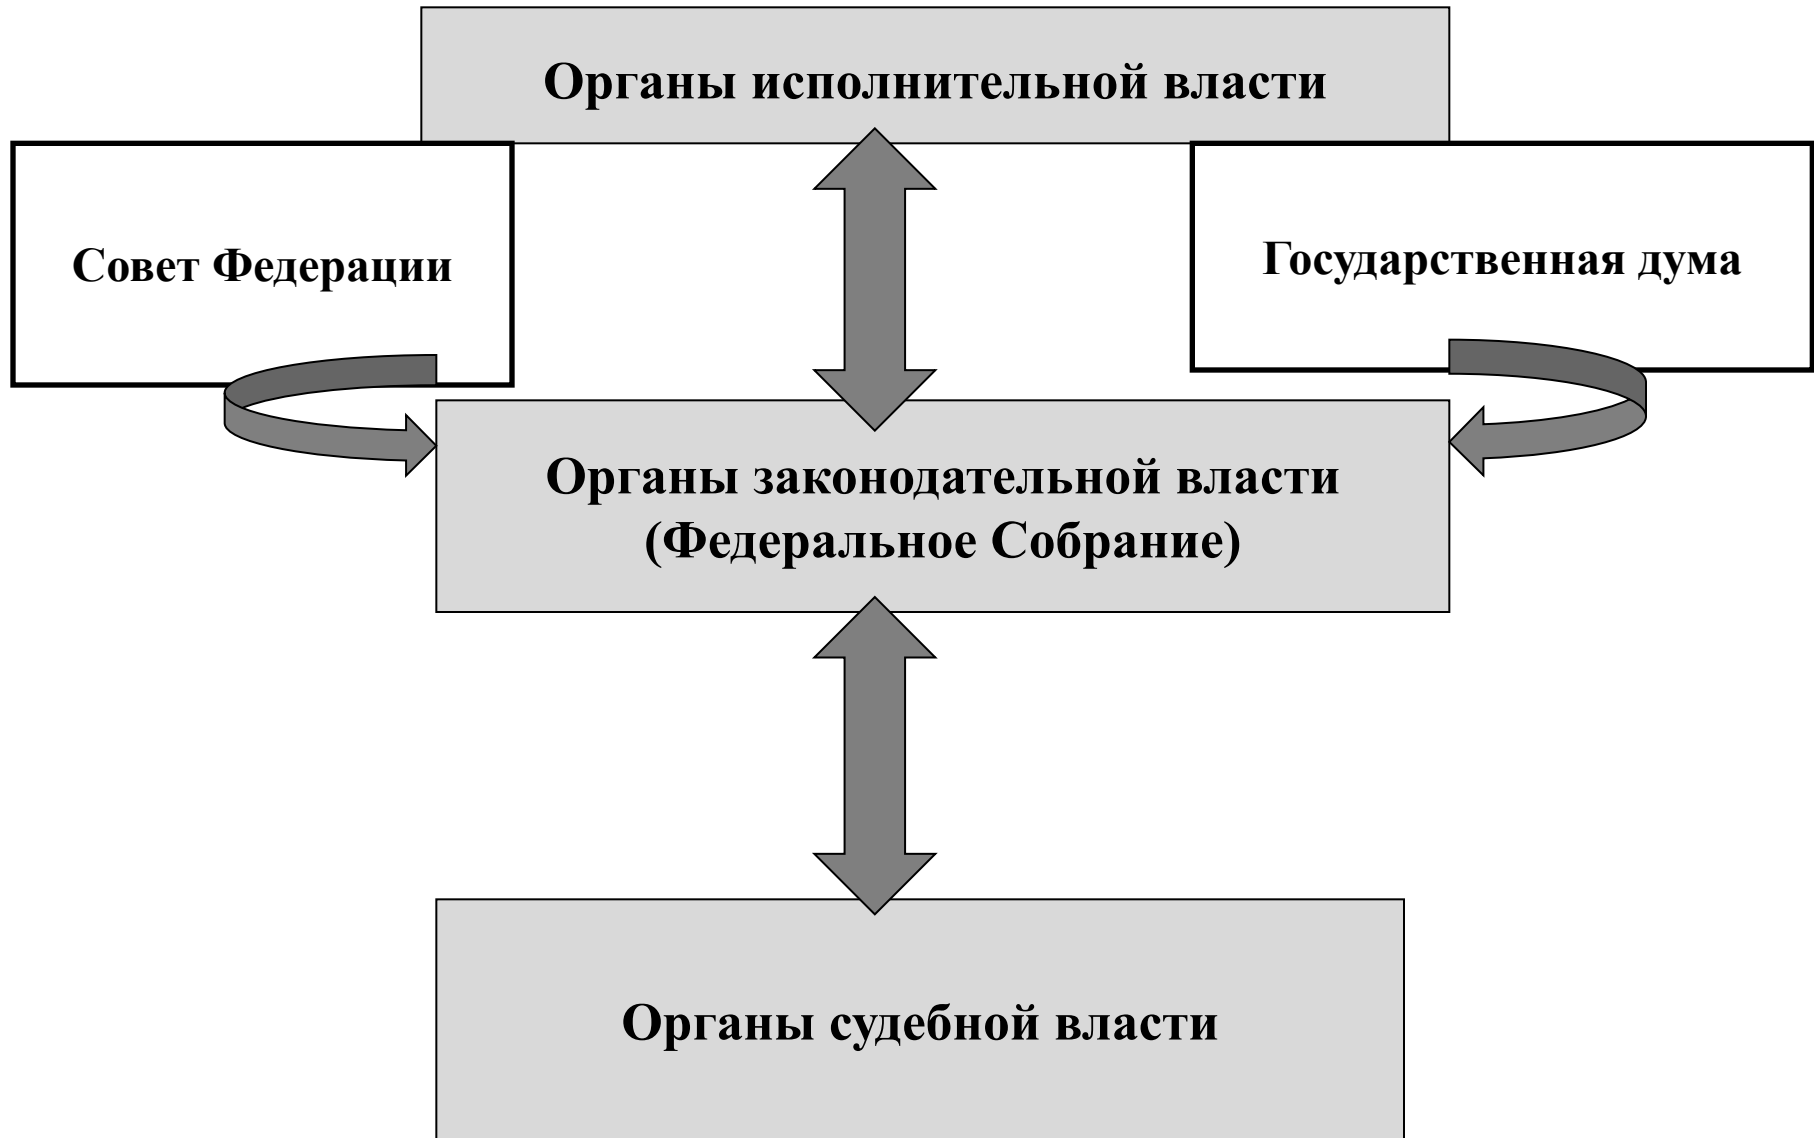 Органы исполнительной власти
Совет Федерации
Государственная дума
Органы законодательной власти
(Федеральное Собрание)
Органы судебной власти